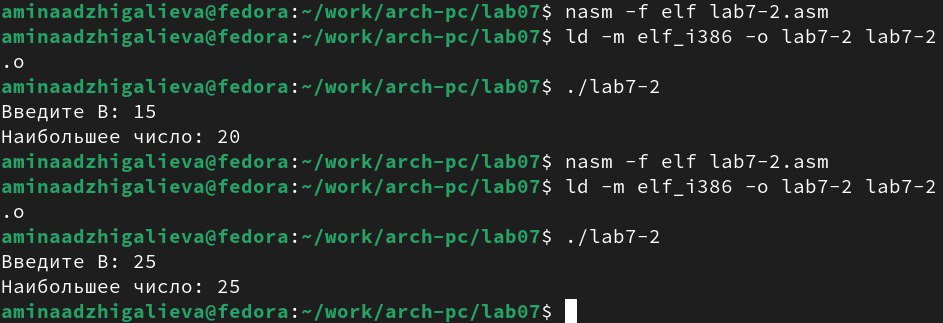 aminaadzhigalieva@fedora:~/work/arch-pc/lab07$ nasm -f elf lab7-2.asm
aminaadzhigalieva@fedora:~/work/arch-pc/lab07$ ld -m elf_i386 -o lab7-2 lab7-2
.o
aminaadzhigalieva@fedora:~/work/arch-pc/lab07$ ./lab7-2
Введите B: 15
Наибольшее число: 20
aminaadzhigalieva@fedora:~/work/arch-pc/lab07$ nasm -f elf lab7-2.asm
aminaadzhigalieva@fedora:~/work/arch-pc/lab07$ ld -m elf_i386 -o lab7-2 lab7-2
.o
aminaadzhigalieva@fedora:~/work/arch-pc/lab07$ ./lab7-2
Введите B: 25
Наибольшее число: 25
aminaadzhigalieva@fedora:~/work/arch-pc/lab07$